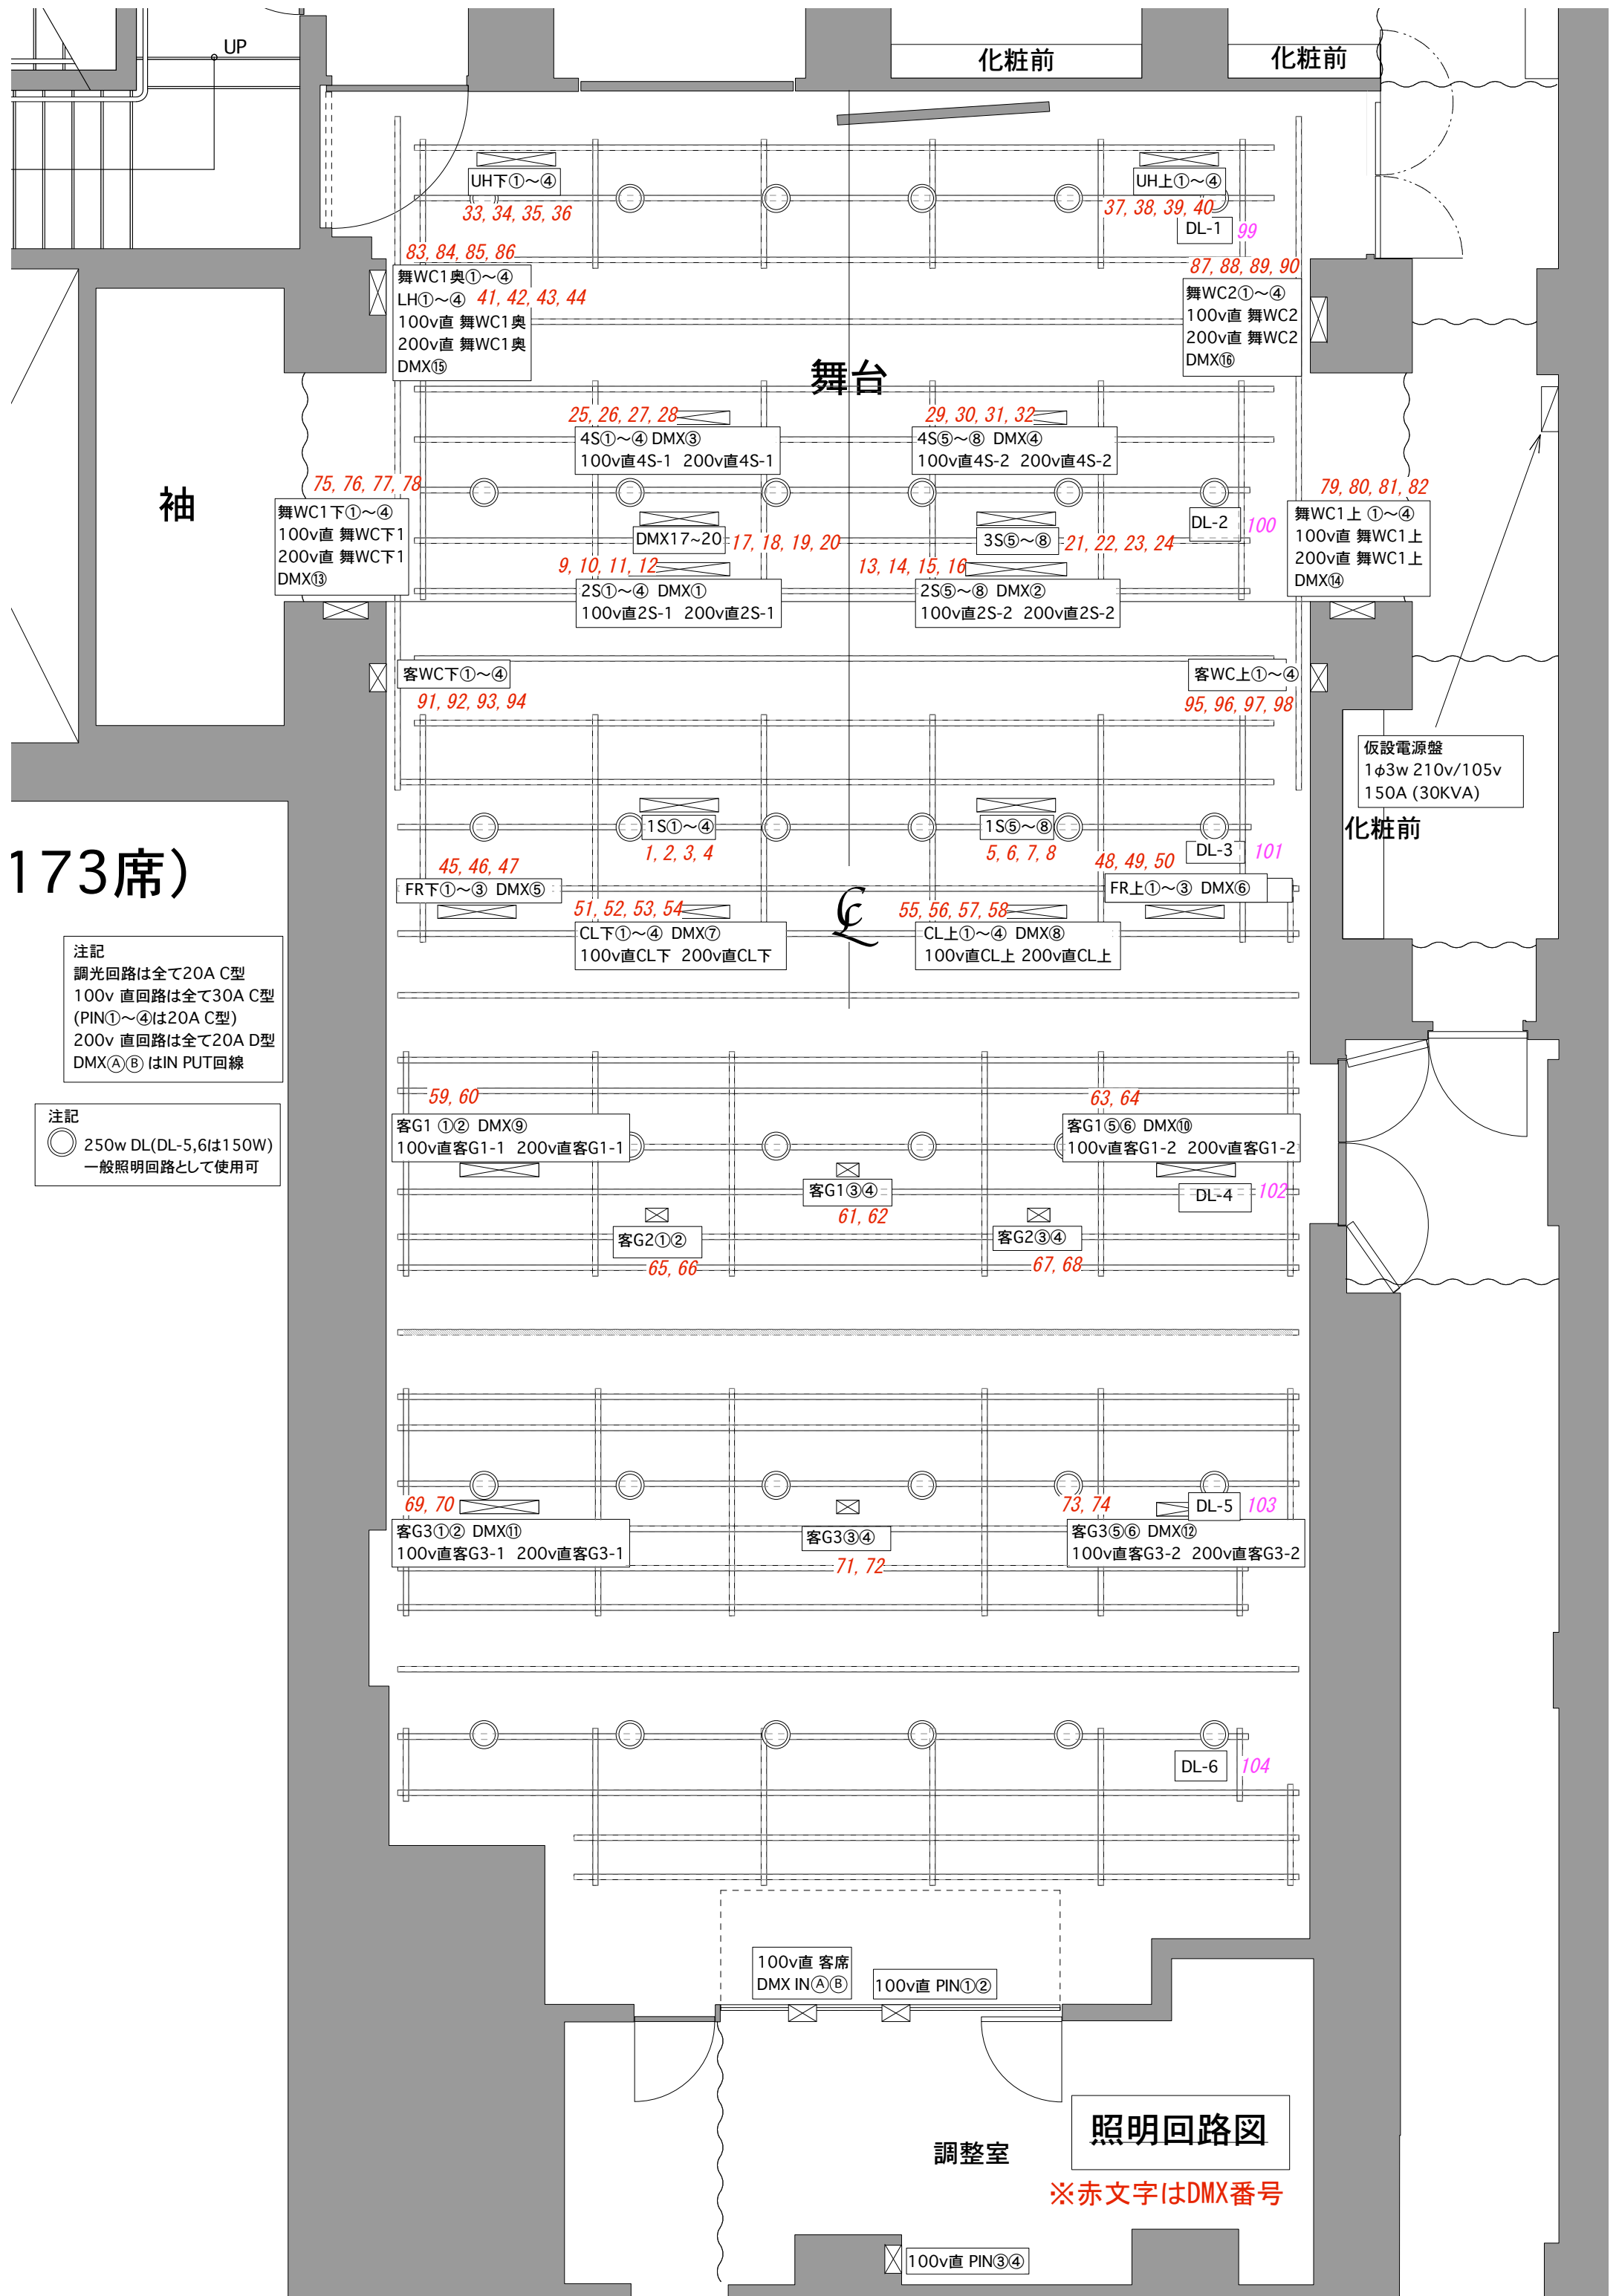 UP
化粧前
化粧前
UH下①～④
33, 34, 35, 36
UH上①～④
37, 38, 39, 40
DL-1
99
83, 84, 85, 86
舞WC1奥①～④
LH①～④
41, 42, 43, 44
100v直 舞WC1奥
200v直 舞WC1奥
DMX⑮
87, 88, 89, 90
舞WC2①～④
100v直 舞WC2
200v直 舞WC2
DMX⑯
舞台
25, 26, 27, 28
4S①～④ DMX③
100v直4S-1 200v直4S-1
29, 30, 31, 32
4S⑤～⑧ DMX④
100v直4S-2 200v直4S-2
袖
75, 76, 77, 78
舞WC1下①～④
100v直 舞WC下1
200v直 舞WC下1
DMX⑬
DMX17~20
17, 18, 19, 20
3S⑤～⑧
21, 22, 23, 24
DL-2
100
79, 80, 81, 82
舞WC1上 ①～④
100v直 舞WC1上
200v直 舞WC1上
DMX⑭
9, 10, 11, 12
2S①～④ DMX①
100v直2S-1 200v直2S-1
13, 14, 15, 16
2S⑤～⑧ DMX②
100v直2S-2 200v直2S-2
客WC下①～④
91, 92, 93, 94
客WC上①～④
95, 96, 97, 98
仮設電源盤
1φ3w 210v/105v
150A (30KVA)
化粧前
1S①～④
1, 2, 3, 4
1S⑤～⑧
5, 6, 7, 8
DL-3
101
173席）
45, 46, 47
FR下①～③ DMX⑤
48, 49, 50
FR上①～③ DMX⑥
51, 52, 53, 54
CL下①～④ DMX⑦
100v直CL下 200v直CL下
CL
55, 56, 57, 58
CL上①～④ DMX⑧
100v直CL上 200v直CL上
注記
調光回路は全て20A C型
100v 直回路は全て30A C型
(PIN①～④は20A C型)
200v 直回路は全て20A D型
DMXⒶⒷ はIN PUT回線
注記
250w DL(DL-5,6は150W)
一般照明回路として使用可
59, 60
客G1 ①② DMX⑨
100v直客G1-1 200v直客G1-1
63, 64
客G1⑤⑥ DMX⑩
100v直客G1-2 200v直客G1-2
客G1③④
61, 62
DL-4
102
客G2①②
65, 66
客G2③④
67, 68
69, 70
客G3①② DMX⑪
100v直客G3-1 200v直客G3-1
客G3③④
71, 72
73, 74
DL-5
103
客G3⑤⑥ DMX⑫
100v直客G3-2 200v直客G3-2
DL-6
104
100v直 客席
DMX INⒶⒷ
100v直 PIN①②
調整室
照明回路図
※赤文字はDMX番号
100v直 PIN③④